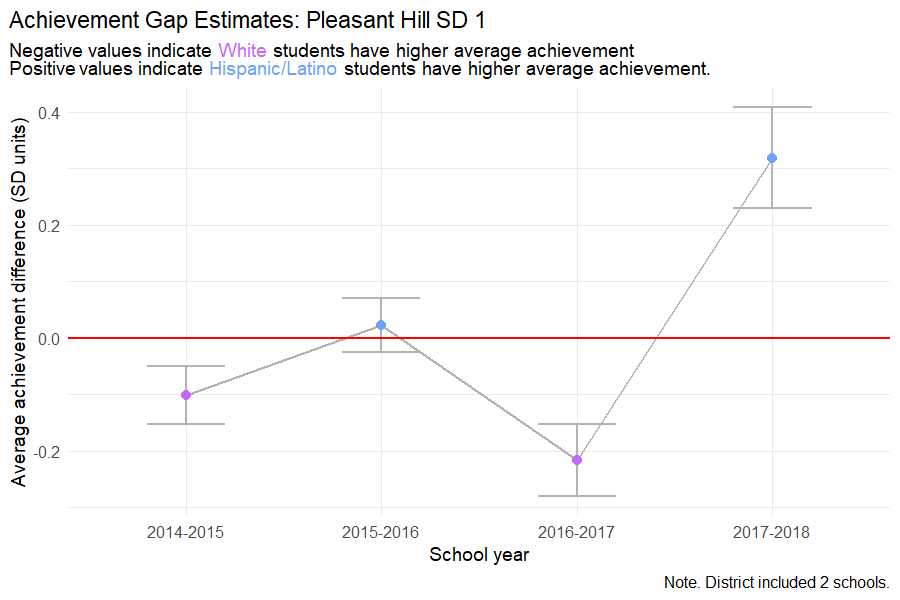 Achievement Gap Estimates: Pleasant Hill SD 1
Negative values indicate White students have higher average achievement
Positive values indicate Hispanic/Latino students have higher average achievement.
Average achievement difference (SD units)
0.4
0.2
0.0
-0.2
2014-2015 2015-2016 2016-2017 2017-2018
School year
Note. District included 2 schools.